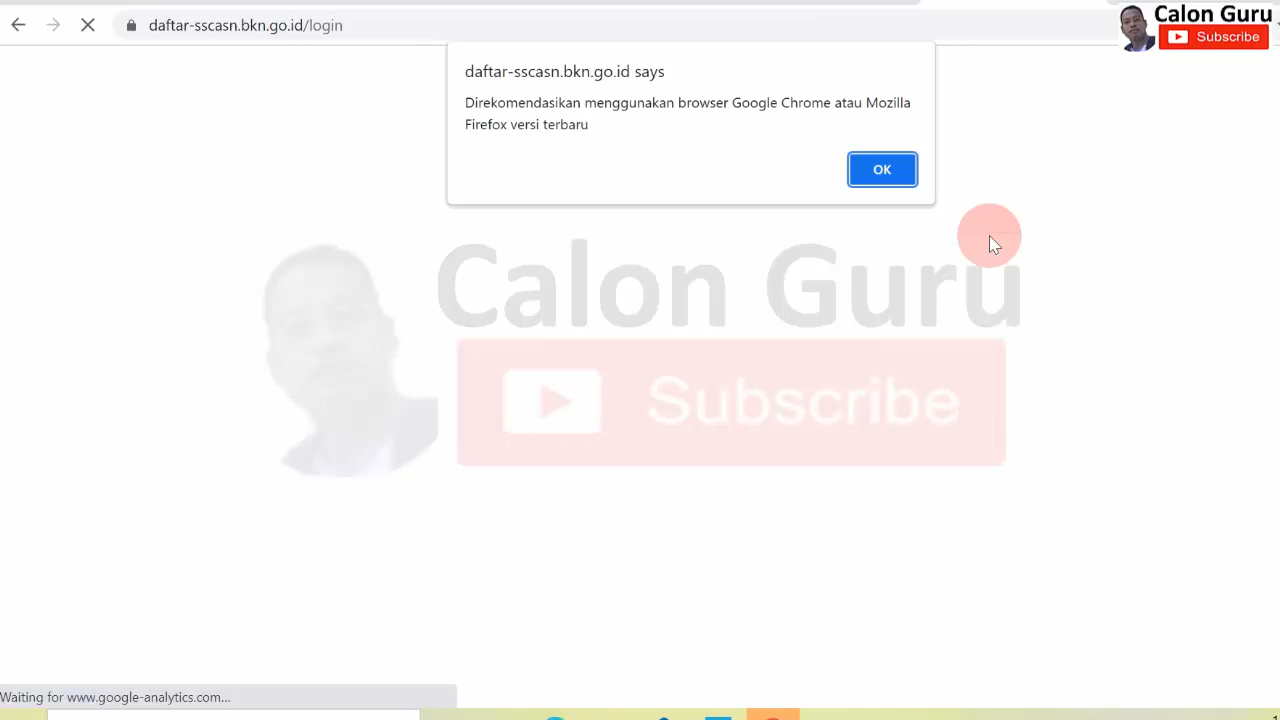 daftar-sscasn.bkn.go.id/login
Calon Guru
Subscribe
daftar-sscasn.bkn.go.id says
Direkomendasikan menggunakan browser Google Chrome atau Mozilla
Firefox versi terbaru
OK
Calon Guru
Subscribe
Waiting for www.google-analytics.com...